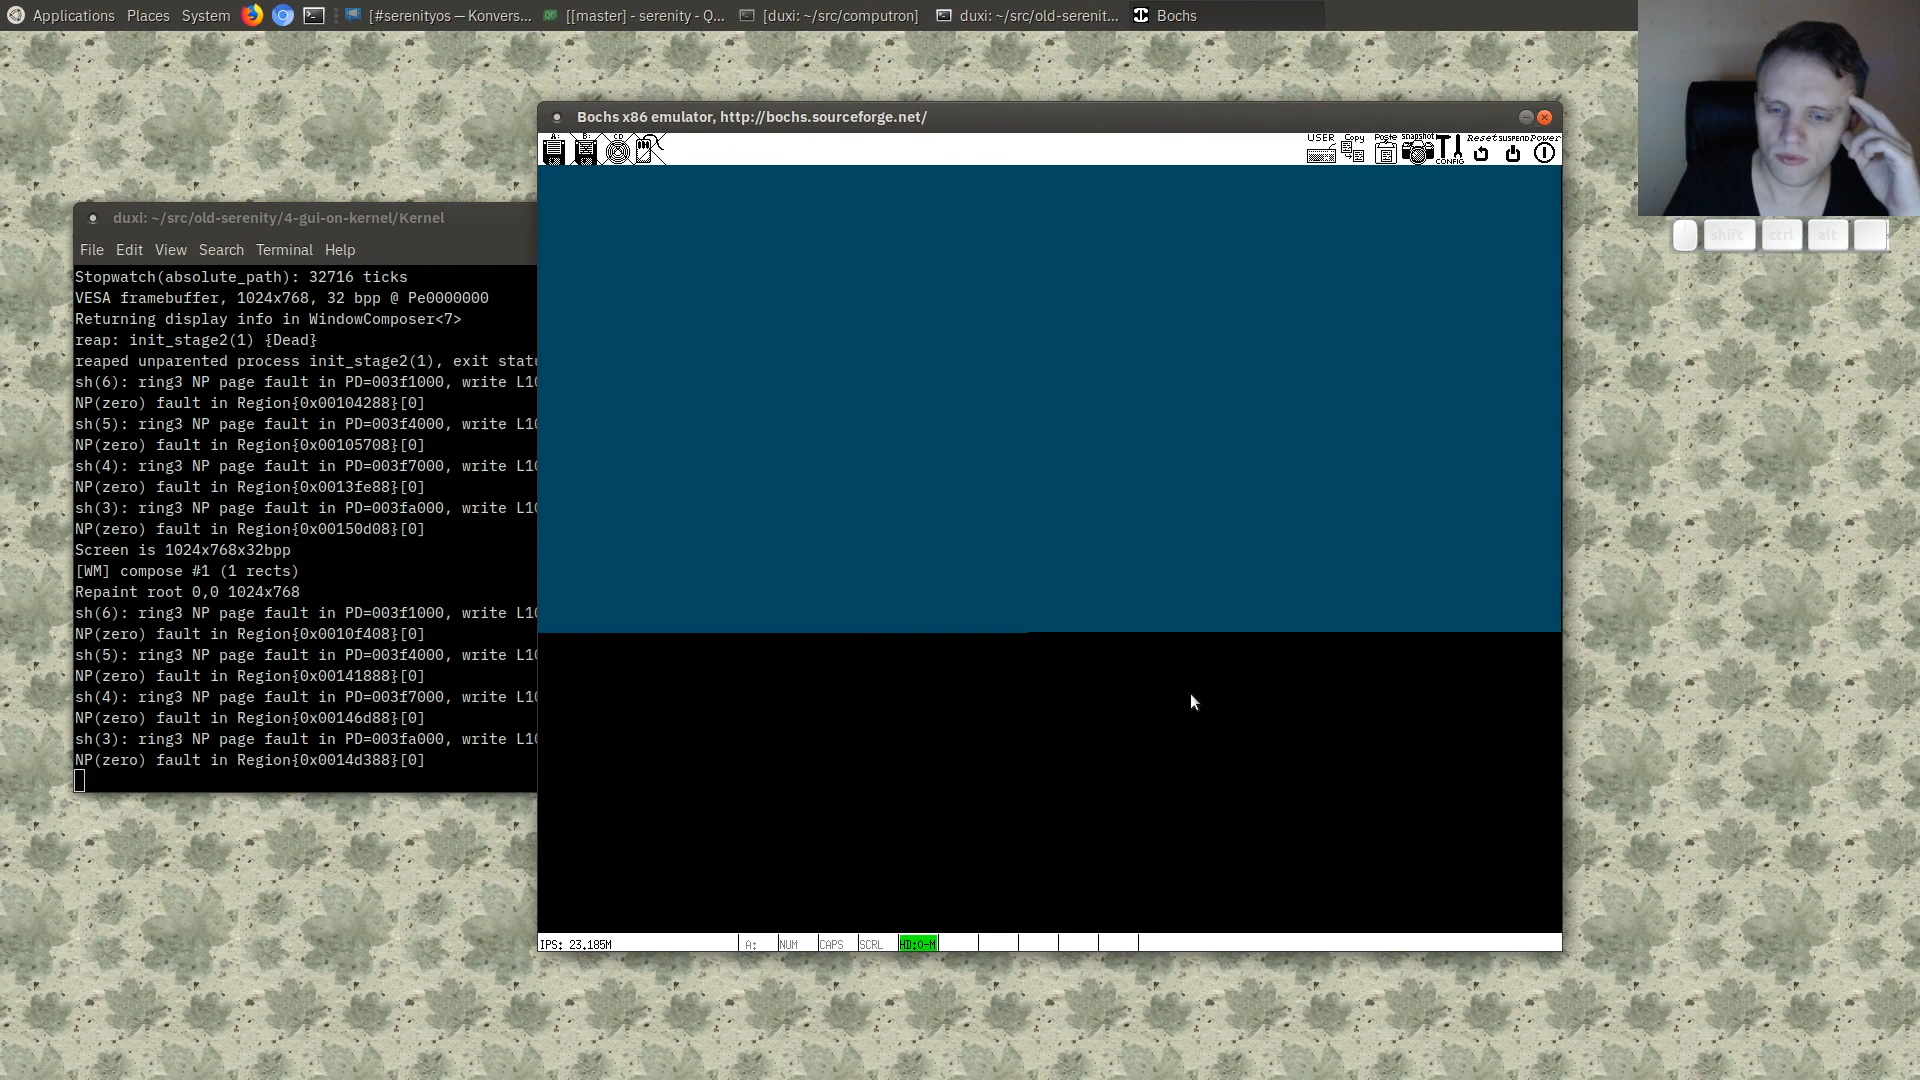 Applications Places System [#serenityos — Konvers... [[master] - serenity - Q... [duxi: ~/src/computron] duxi: ~/src/old-serenit... Bochs
Bochs x86 emulator, http://bochs.sourceforge.net/
A: B: CD USER Copy Paste snapshot CONFIG Reset SUSPEND Power
shift ctrl alt
duxi: ~/src/old-serenity/4-gui-on-kernel/Kernel
File Edit View Search Terminal Help
Stopwatch(absolute_path): 32716 ticks
VESA framebuffer, 1024x768, 32 bpp @ Pe0000000
Returning display info in WindowComposer<7>
reap: init_stage2(1) {Dead}
reaped unparented process init_stage2(1), exit statu
sh(6): ring3 NP page fault in PD=003f1000, write L10
NP(zero) fault in Region{0x00104288}[0]
sh(5): ring3 NP page fault in PD=003f4000, write L10
NP(zero) fault in Region{0x00105708}[0]
sh(4): ring3 NP page fault in PD=003f7000, write L10
NP(zero) fault in Region{0x0013fe88}[0]
sh(3): ring3 NP page fault in PD=003fa000, write L10
NP(zero) fault in Region{0x00150d08}[0]
Screen is 1024x768x32bpp
[WM] compose #1 (1 rects)
Repaint root 0,0 1024x768
sh(6): ring3 NP page fault in PD=003f1000, write L10
NP(zero) fault in Region{0x0010f408}[0]
sh(5): ring3 NP page fault in PD=003f4000, write L10
NP(zero) fault in Region{0x00141888}[0]
sh(4): ring3 NP page fault in PD=003f7000, write L10
NP(zero) fault in Region{0x00146d88}[0]
sh(3): ring3 NP page fault in PD=003fa000, write L10
NP(zero) fault in Region{0x0014d388}[0]
IPS: 23.185M A: NUM CAPS SCRL HD:0-M